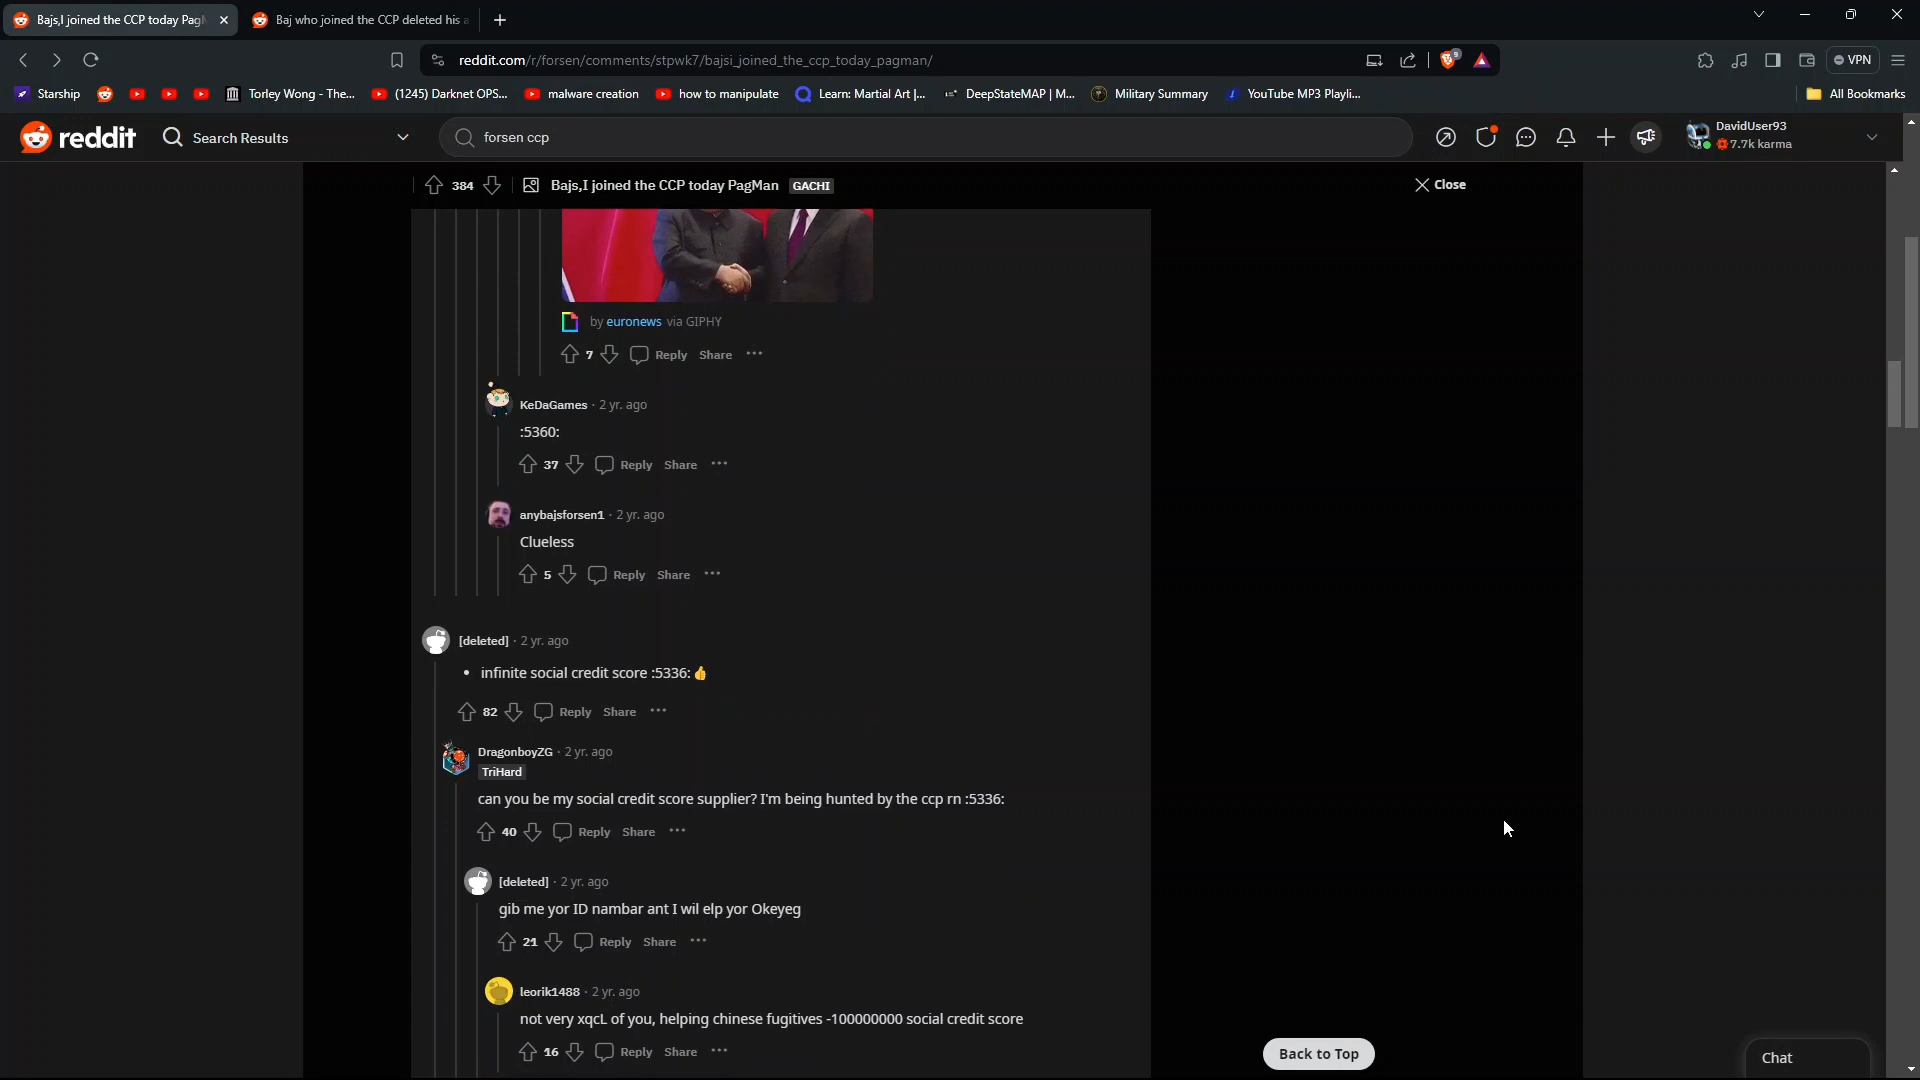 Bajs,I joined the CCP today Pag
Baj who joined the CCP deleted his
reddit.com/r/forsen/comments/stpwk7/bajsi_joined_the_ccp_today_pagman/
9
VPN
Starship
Torley Wong - The...
(1245) Darknet OPS...
malware creation
how to manipulate
Learn: Martial Art |...
DeepStateMAP | M...
Military Summary
YouTube MP3 Playli...
All Bookmarks
reddit
Search Results
forsen ccp
DavidUser93
7.7k karma
384
Bajs,I joined the CCP today PagMan
GACHI
Close
by euronews via GIPHY
7 Reply Share ...
KeDaGames · 2 yr. ago
:5360:
37 Reply Share ...
anybajsforsen1 · 2 yr. ago
Clueless
5 Reply Share ...
[deleted] · 2 yr. ago
• infinite social credit score :5336:👍
82 Reply Share ...
DragonboyZG · 2 yr. ago
TriHard
can you be my social credit score supplier? I'm being hunted by the ccp rn :5336:
40 Reply Share ...
[deleted] · 2 yr. ago
gib me yor ID nambar ant I wil elp yor Okeyeg
21 Reply Share ...
leorik1488 · 2 yr. ago
not very xqcL of you, helping chinese fugitives -100000000 social credit score
16 Reply Share ...
Back to Top
Chat